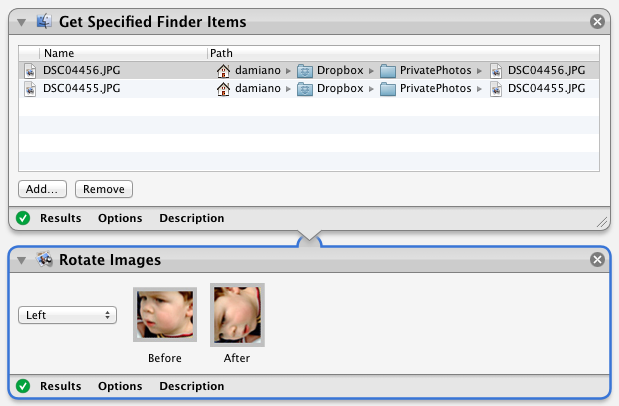 Get Specified Finder Items
Name Path
DSC04456.JPG damiano Dropbox PrivatePhotos DSC04456.JPG
DSC04455.JPG damiano Dropbox PrivatePhotos DSC04455.JPG
Add... Remove
Results Options Description
Rotate Images
Left
Before After
Results Options Description